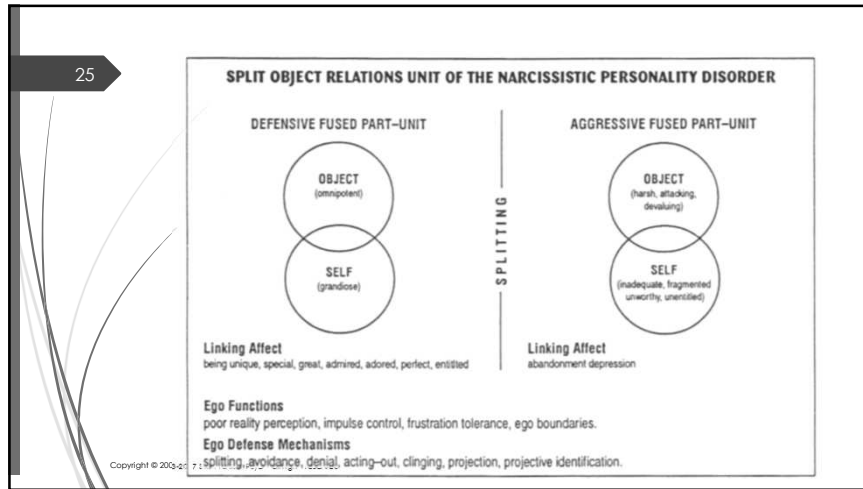 25
SPLIT OBJECT RELATIONS UNIT OF THE NARCISSISTIC PERSONALITY DISORDER
DEFENSIVE FUSED PART–UNIT
OBJECT
(omnipotent)
SELF
(grandiose)
Linking Affect
being unique, special, great, admired, adored, perfect, entitled
SPLITTING
AGGRESSIVE FUSED PART–UNIT
OBJECT
(harsh, attacking,
devaluing)
SELF
(inadequate, fragmented
unworthy, unentitled)
Linking Affect
abandonment depression
Ego Functions
poor reality perception, impulse control, frustration tolerance, ego boundaries.
Ego Defense Mechanisms
splitting, avoidance, denial, acting–out, clinging, projection, projective identification.
Copyright ©